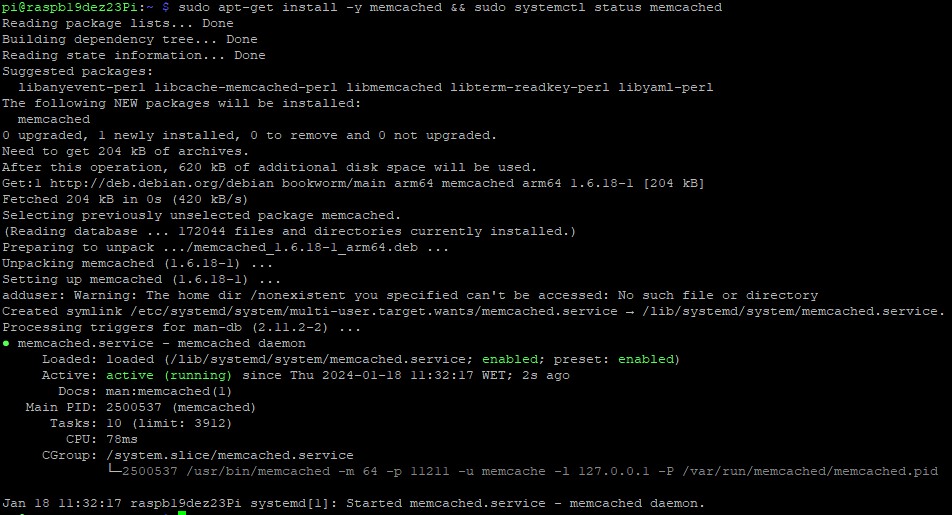 pi@raspb19dez23Pi:~ $ sudo apt-get install -y memcached && sudo systemctl status memcached
Reading package lists... Done
Building dependency tree... Done
Reading state information... Done
Suggested packages:
  libanyevent-perl libcache-memcached-perl libmemcached libterm-readkey-perl libyaml-perl
The following NEW packages will be installed:
  memcached
0 upgraded, 1 newly installed, 0 to remove and 0 not upgraded.
Need to get 204 kB of archives.
After this operation, 620 kB of additional disk space will be used.
Get:1 http://deb.debian.org/debian bookworm/main arm64 memcached arm64 1.6.18-1 [204 kB]
Fetched 204 kB in 0s (420 kB/s)
Selecting previously unselected package memcached.
(Reading database ... 172044 files and directories currently installed.)
Preparing to unpack .../memcached_1.6.18-1_arm64.deb ...
Unpacking memcached (1.6.18-1) ...
Setting up memcached (1.6.18-1) ...
adduser: Warning: The home dir /nonexistent you specified can't be accessed: No such file or directory
Created symlink /etc/systemd/system/multi-user.target.wants/memcached.service → /lib/systemd/system/memcached.service.
Processing triggers for man-db (2.11.2-2) ...
● memcached.service - memcached daemon
     Loaded: loaded (/lib/systemd/system/memcached.service; enabled; preset: enabled)
     Active: active (running) since Thu 2024-01-18 11:32:17 WET; 2s ago
       Docs: man:memcached(1)
   Main PID: 2500537 (memcached)
      Tasks: 10 (limit: 3912)
        CPU: 78ms
     CGroup: /system.slice/memcached.service
             └─2500537 /usr/bin/memcached -m 64 -p 11211 -u memcache -l 127.0.0.1 -P /var/run/memcached/memcached.pid
Jan 18 11:32:17 raspb19dez23Pi systemd[1]: Started memcached.service - memcached daemon.